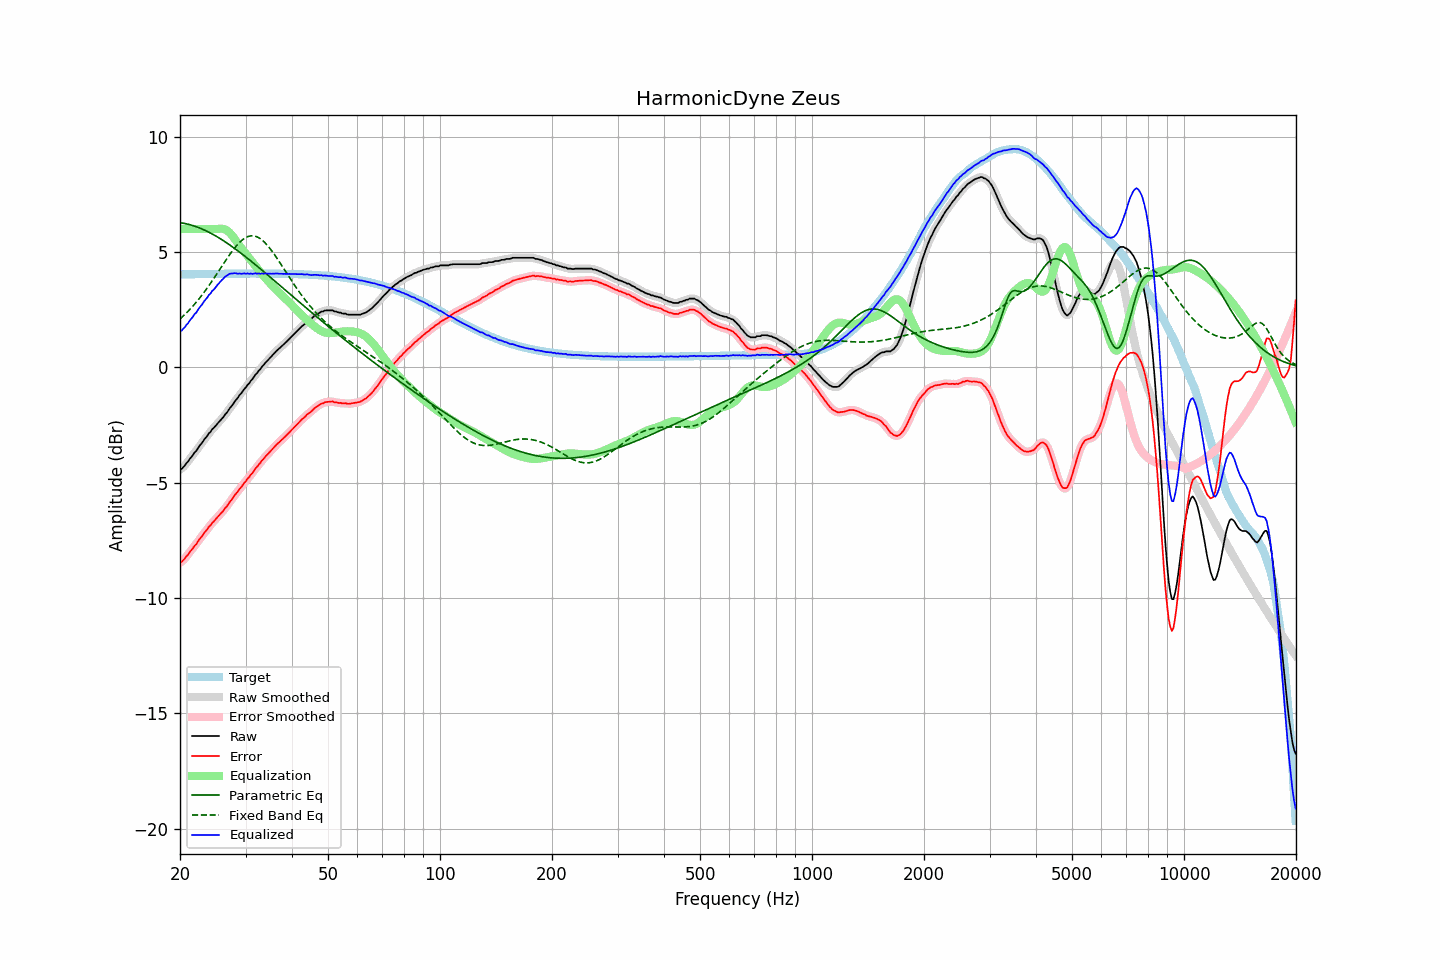 HarmonicDyne Zeus
Amplitude (dBr)
10
5
0
−5
−10
−15
−20
Target
Raw Smoothed
Error Smoothed
Raw
Error
Equalization
Parametric Eq
Fixed Band Eq
Equalized
20 50 100 200 500 1000 2000 5000 10000 20000
Frequency (Hz)